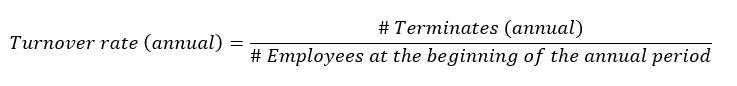 Turnover rate (annual) = # Terminates (annual) / # Employees at the beginning of the annual period